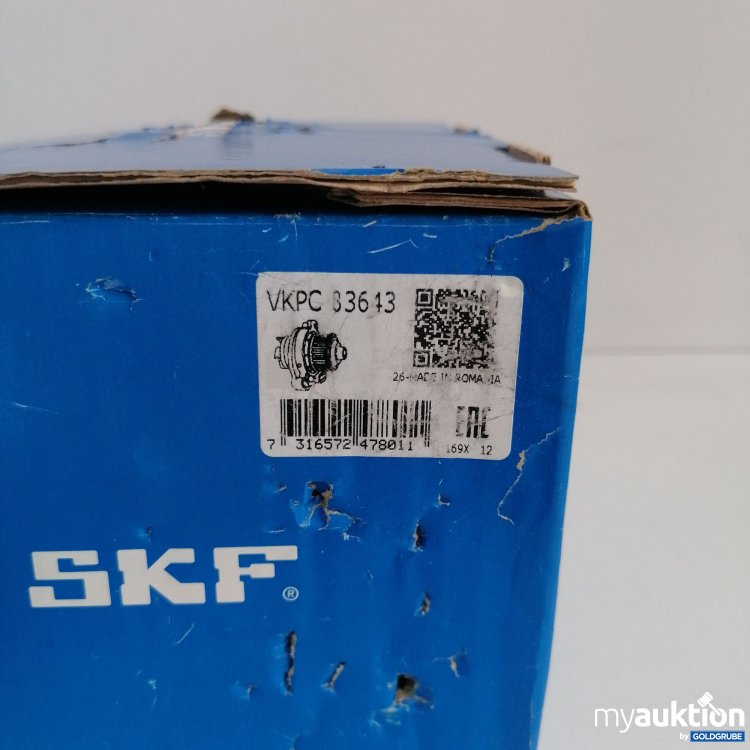 VKPC 83643
26-MADE IN ROMANIA
7 316572 478011
EAC
169X 12
SKF®
myauktion
by GOLDGRUBE